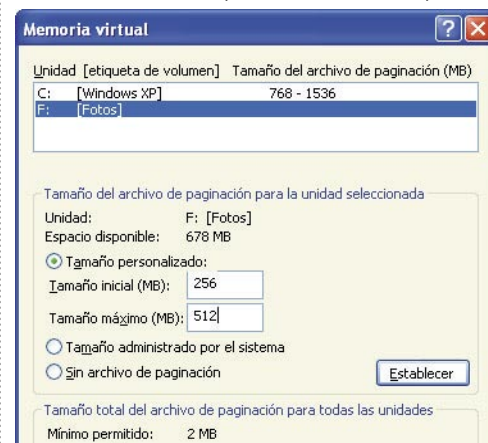 Memoria virtual
Unidad [etiqueta de volumen] Tamaño del archivo de paginación (MB)
C: [Windows XP] 768 - 1536
F: [Fotos]
Tamaño del archivo de paginación para la unidad seleccionada
Unidad: F: [Fotos]
Espacio disponible: 678 MB
Tamaño personalizado:
Tamaño inicial (MB): 256
Tamaño máximo (MB): 512
Tamaño administrado por el sistema
Sin archivo de paginación
Establecer
Tamaño total del archivo de paginación para todas las unidades
Mínimo permitido: 2 MB